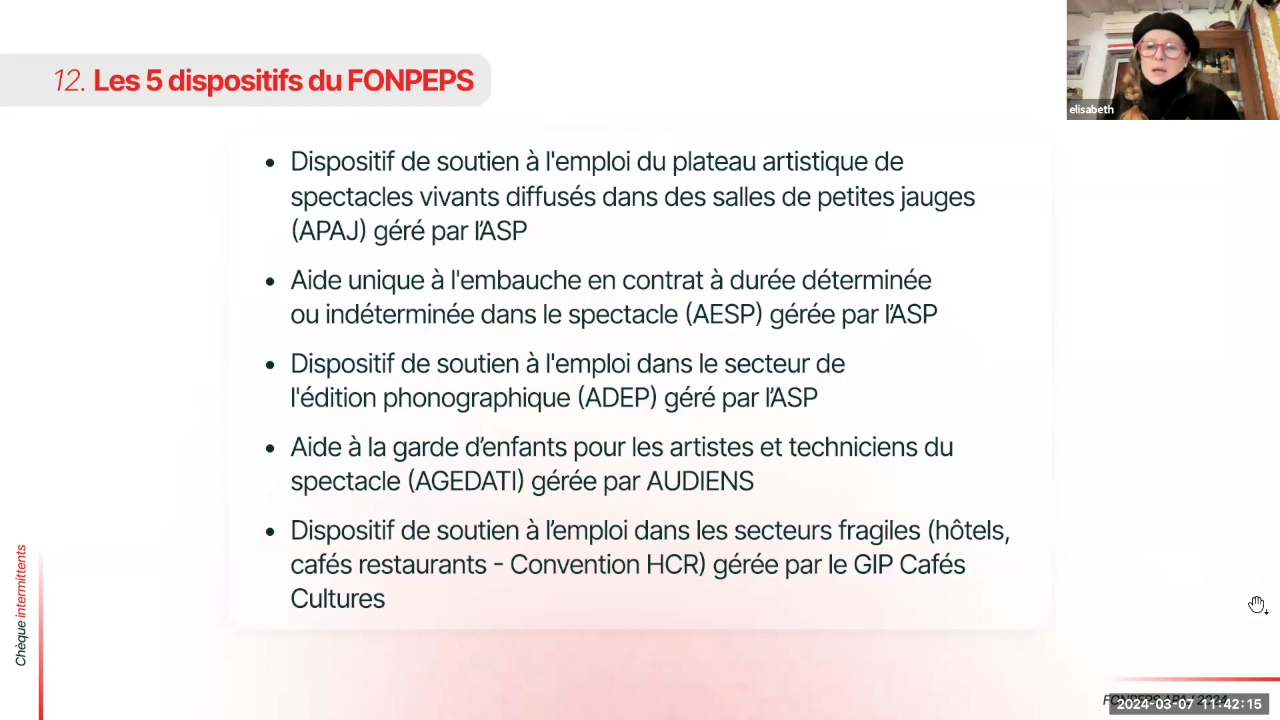 12. Les 5 dispositifs du FONPEPS
elisabeth
• Dispositif de soutien à l'emploi du plateau artistique de
spectacles vivants diffusés dans des salles de petites jauges
(APAJ) géré par l’ASP
• Aide unique à l'embauche en contrat à durée déterminée
ou indéterminée dans le spectacle (AESP) gérée par l’ASP
• Dispositif de soutien à l'emploi dans le secteur de
l'édition phonographique (ADEP) géré par l’ASP
• Aide à la garde d’enfants pour les artistes et techniciens du
spectacle (AGEDATI) gérée par AUDIENS
• Dispositif de soutien à l’emploi dans les secteurs fragiles (hôtels,
cafés restaurants - Convention HCR) gérée par le GIP Cafés
Cultures
Chèque intermittents
2024-03-07 11:42:15